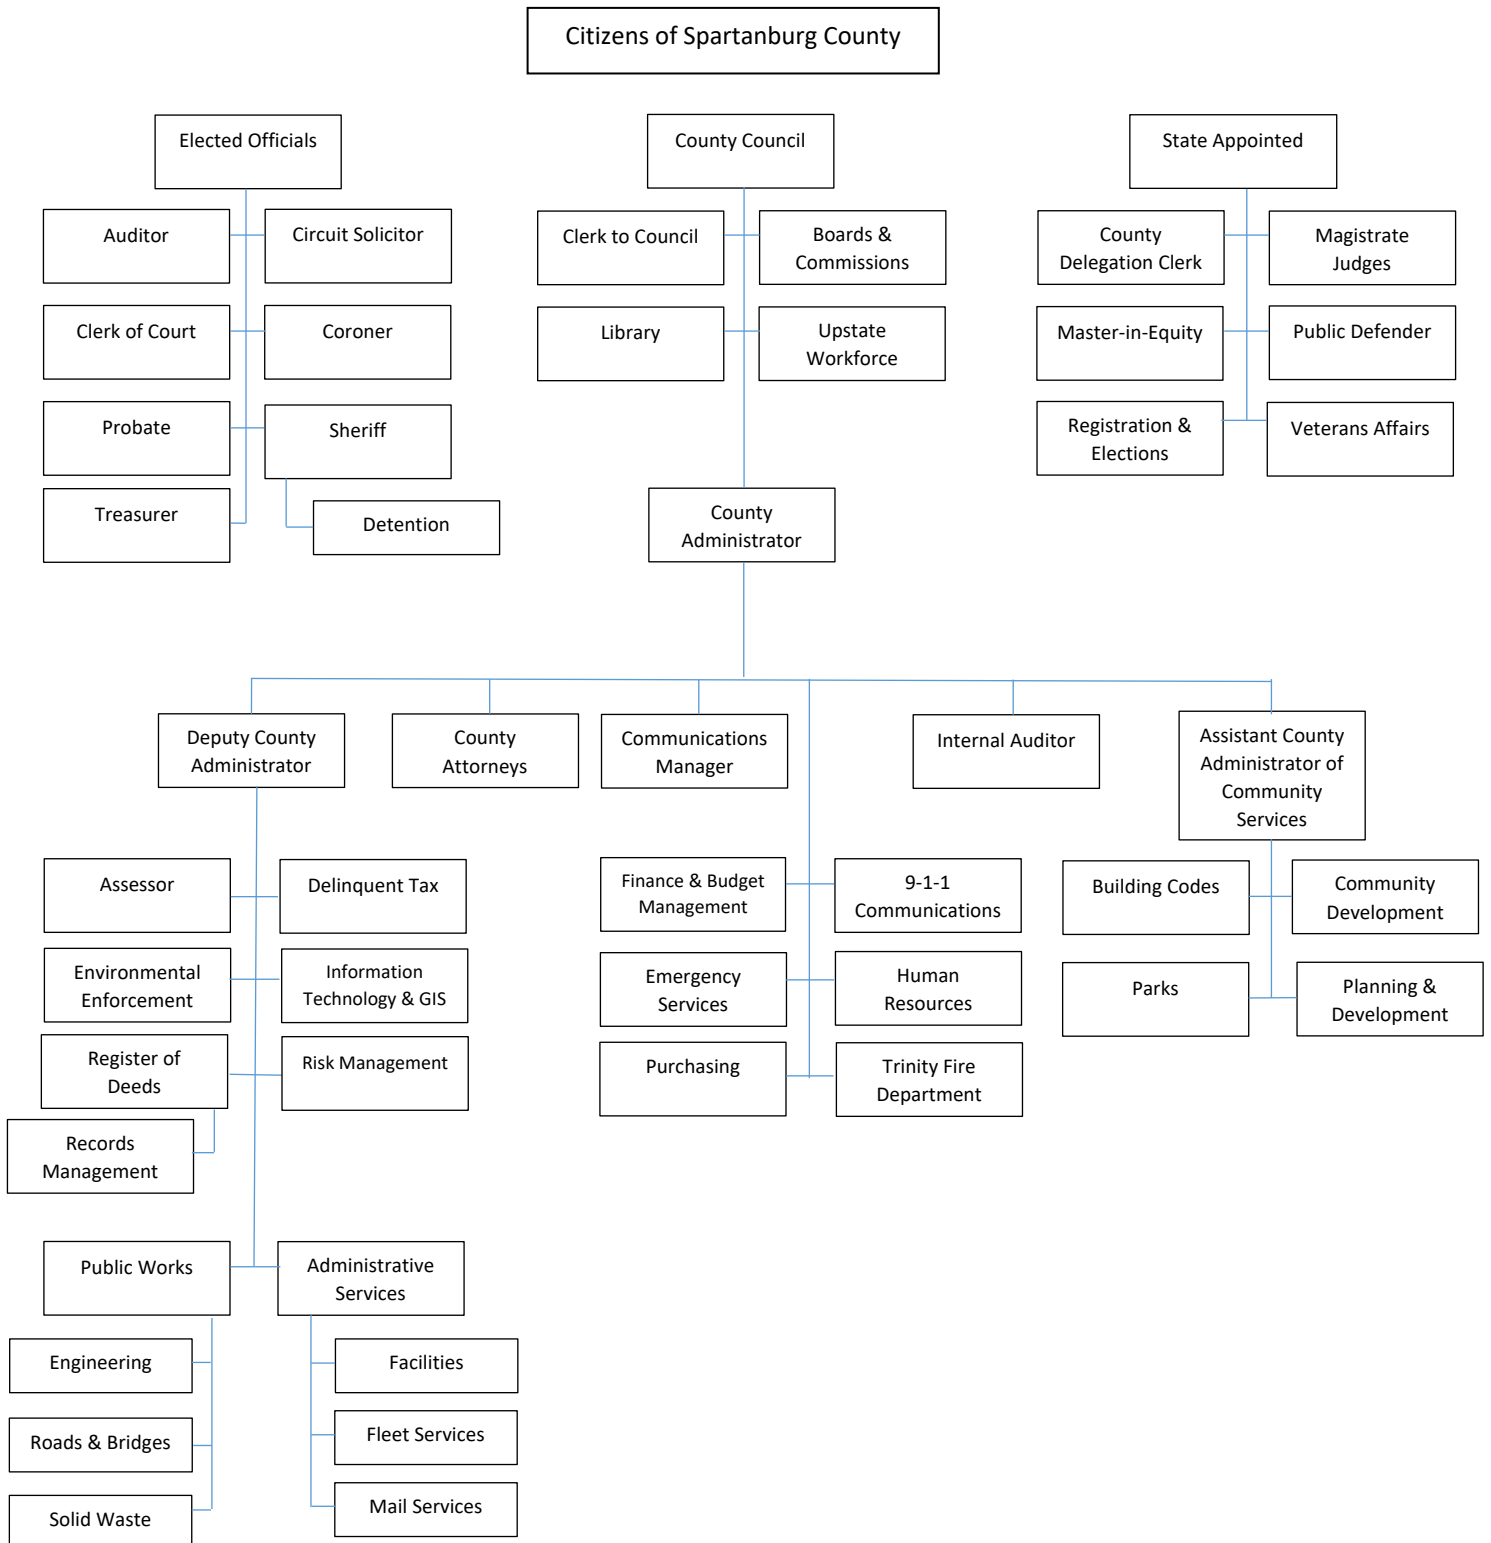 Citizens of Spartanburg County
Elected Officials
County Council
State Appointed
Auditor
Circuit Solicitor
Clerk to Council
Boards &
Commissions
County
Delegation Clerk
Magistrate
Judges
Clerk of Court
Coroner
Library
Upstate
Workforce
Master-in-Equity
Public Defender
Probate
Sheriff
Registration &
Elections
Veterans Affairs
Treasurer
Detention
County
Administrator
Deputy County
Administrator
County
Attorneys
Communications
Manager
Internal Auditor
Assistant County
Administrator of
Community
Services
Assessor
Delinquent Tax
Finance & Budget
Management
9-1-1
Communications
Building Codes
Community
Development
Environmental
Enforcement
Information
Technology & GIS
Emergency
Services
Human
Resources
Parks
Planning &
Development
Register of
Deeds
Risk Management
Purchasing
Trinity Fire
Department
Records
Management
Public Works
Administrative
Services
Engineering
Facilities
Roads & Bridges
Fleet Services
Solid Waste
Mail Services